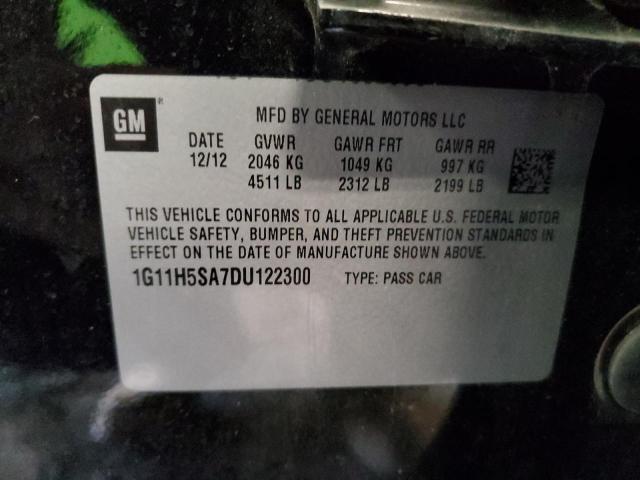 GM ®
MFD BY GENERAL MOTORS LLC
DATE GVWR GAWR FRT GAWR RR
12/12 2046 KG 1049 KG 997 KG
4511 LB 2312 LB 2199 LB
THIS VEHICLE CONFORMS TO ALL APPLICABLE U.S. FEDERAL MOTOR
VEHICLE SAFETY, BUMPER, AND THEFT PREVENTION STANDARDS IN
EFFECT ON THE DATE OF MANUFACTURE SHOWN ABOVE.
1G11H5SA7DU122300 TYPE: PASS CAR